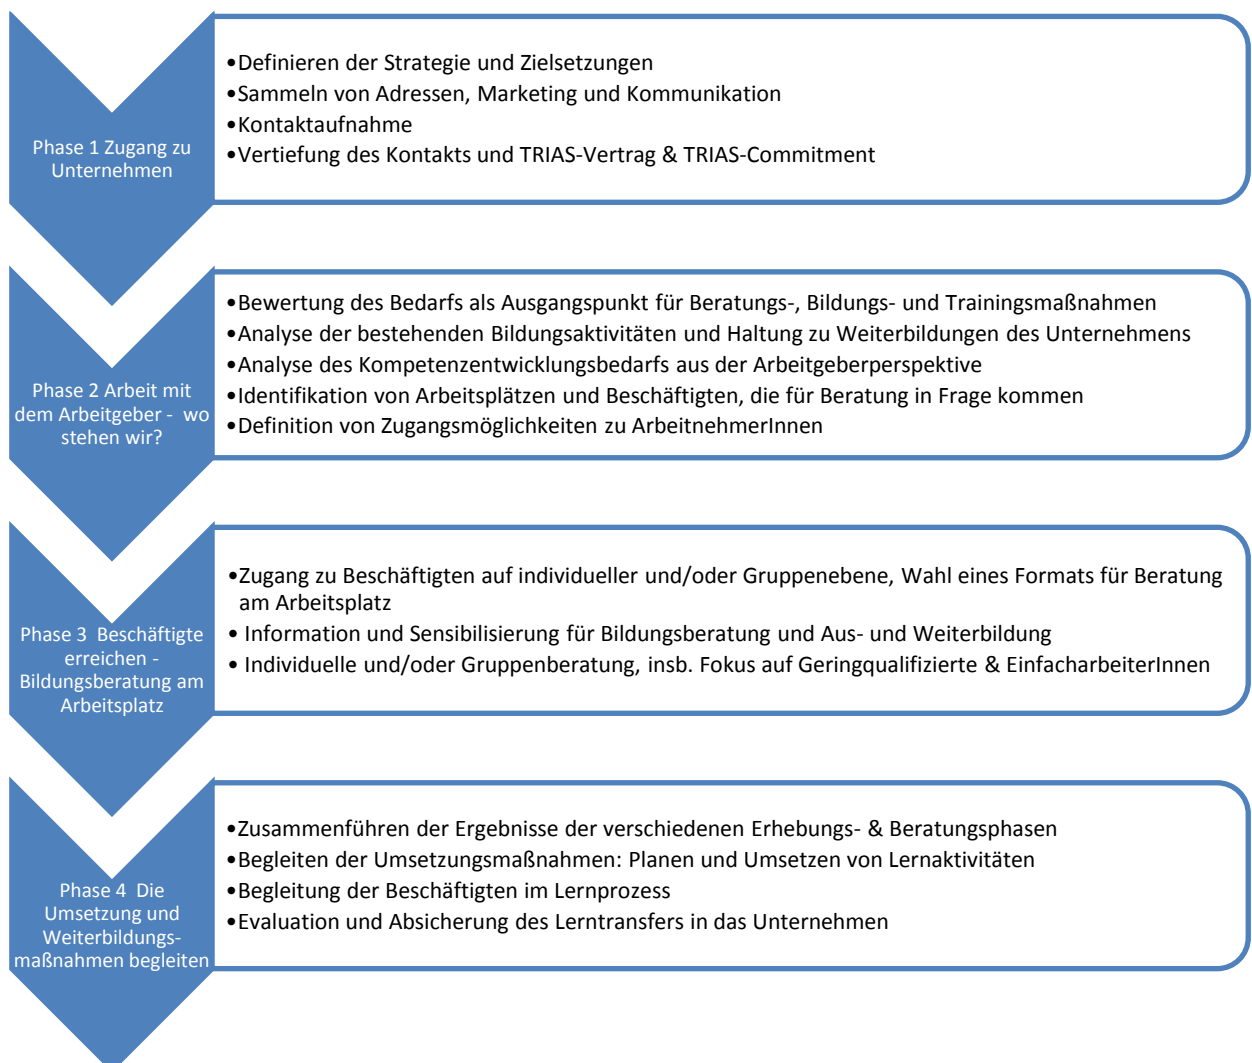 Phase 1 Zugang zu
Unternehmen
•Definieren der Strategie und Zielsetzungen
•Sammeln von Adressen, Marketing und Kommunikation
•Kontaktaufnahme
•Vertiefung des Kontakts und TRIAS-Vertrag & TRIAS-Commitment
Phase 2 Arbeit mit
dem Arbeitgeber - wo
stehen wir?
•Bewertung des Bedarfs als Ausgangspunkt für Beratungs-, Bildungs- und Trainingsmaßnahmen
•Analyse der bestehenden Bildungsaktivitäten und Haltung zu Weiterbildungen des Unternehmens
•Analyse des Kompetenzentwicklungsbedarfs aus der Arbeitgeberperspektive
•Identifikation von Arbeitsplätzen und Beschäftigten, die für Beratung in Frage kommen
•Definition von Zugangsmöglichkeiten zu ArbeitnehmerInnen
Phase 3 Beschäftigte
erreichen -
Bildungsberatung am
Arbeitsplatz
•Zugang zu Beschäftigten auf individueller und/oder Gruppenebene, Wahl eines Formats für Beratung
am Arbeitsplatz
• Information und Sensibilisierung für Bildungsberatung und Aus- und Weiterbildung
• Individuelle und/oder Gruppenberatung, insb. Fokus auf Geringqualifizierte & EinfacharbeiterInnen
Phase 4 Die
Umsetzung und
Weiterbildungs-
maßnahmen begleiten
•Zusammenführen der Ergebnisse der verschiedenen Erhebungs- & Beratungsphasen
•Begleiten der Umsetzungsmaßnahmen: Planen und Umsetzen von Lernaktivitäten
•Begleitung der Beschäftigten im Lernprozess
•Evaluation und Absicherung des Lerntransfers in das Unternehmen